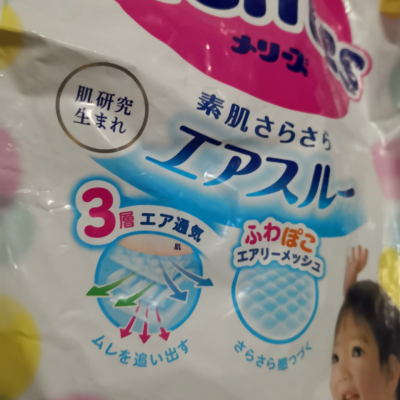 メリーズ
肌研究
生まれ
素肌さらさら
エアスルー
3層エア通気
肌
ムレを追い出す
ふわぽこ
エアリーメッシュ
さらさら感つづく